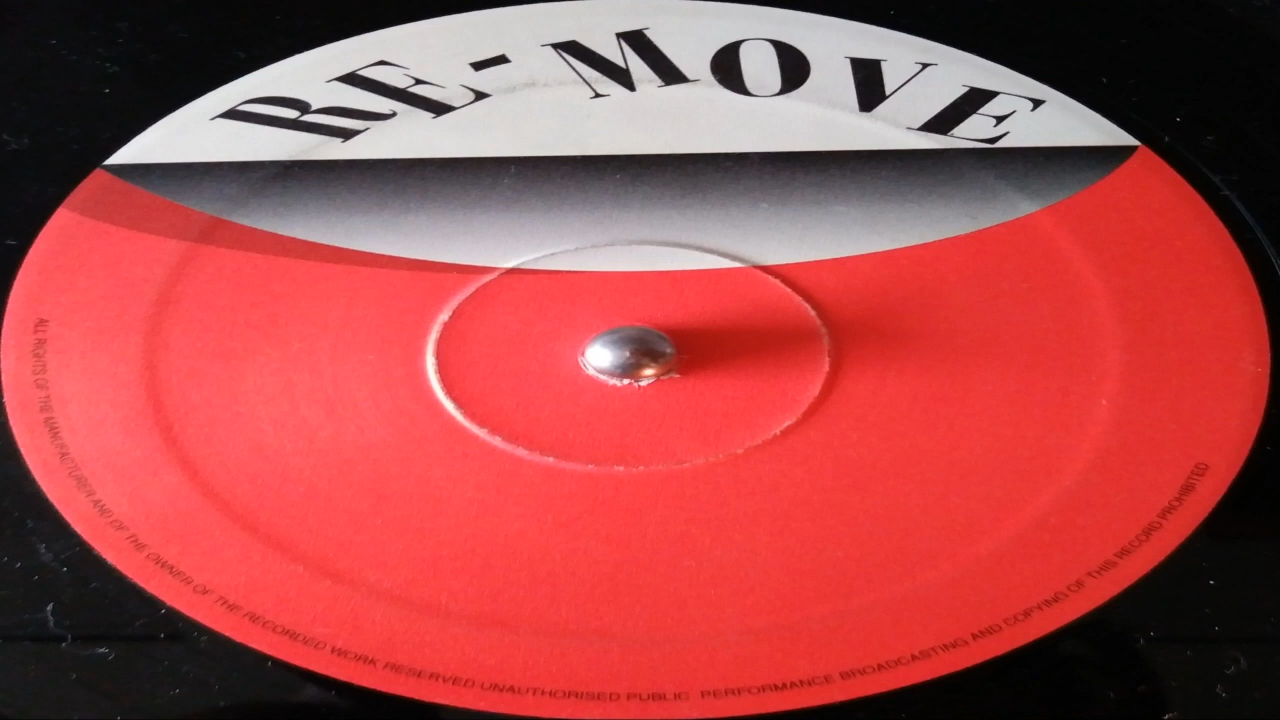 RE-MOVE
ALL RIGHTS OF THE MANUFACTURER AND OF THE OWNER OF THE RECORDED WORK RESERVED UNAUTHORISED PUBLIC PERFORMANCE BROADCASTING AND COPYING OF THIS RECORD PROHIBITED